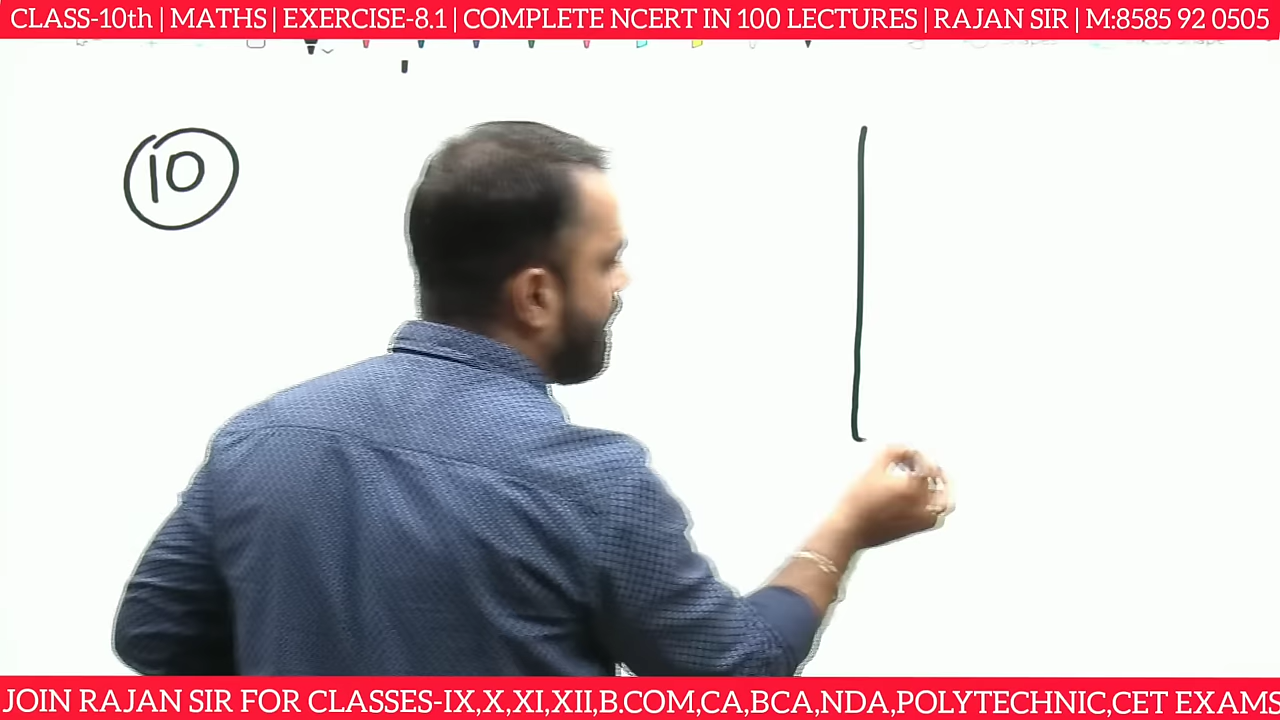 CLASS-10th | MATHS | EXERCISE-8.1 | COMPLETE NCERT IN 100 LECTURES | RAJAN SIR | M:8585 92 0505
10
JOIN RAJAN SIR FOR CLASSES-IX,X,XI,XII,B.COM,CA,BCA,NDA,POLYTECHNIC,CET EXAMS